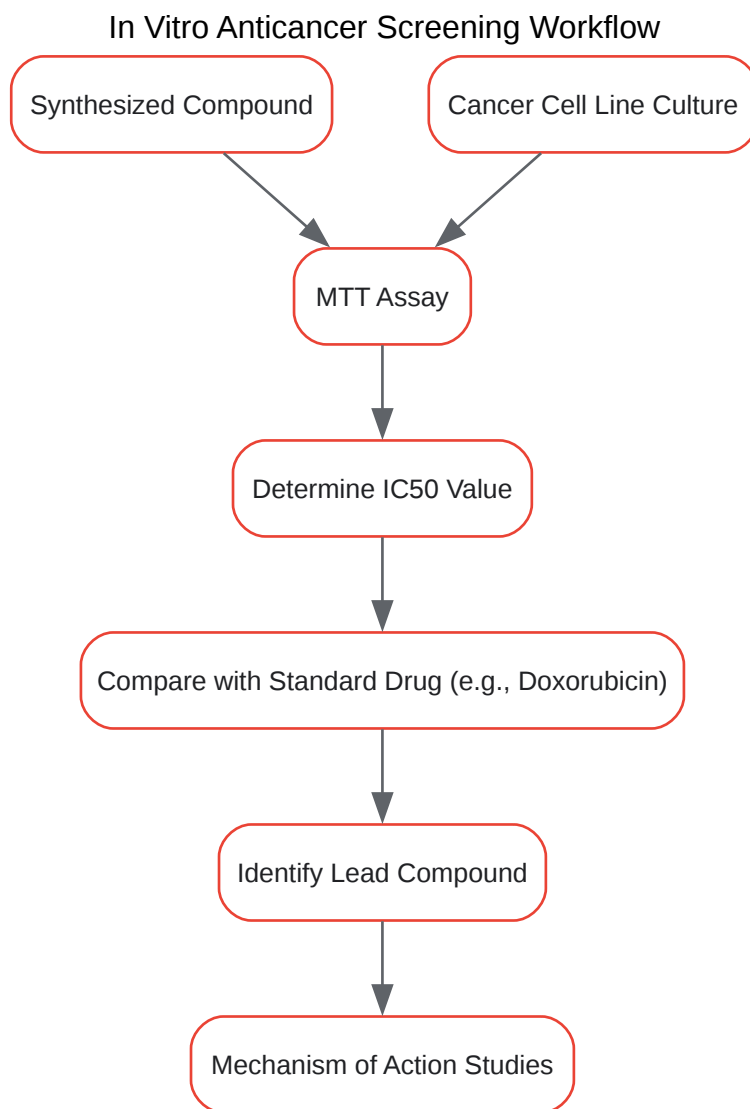 In Vitro Anticancer Screening Workflow
Synthesized Compound
Cancer Cell Line Culture
MTT Assay
Determine IC50 Value
Compare with Standard Drug (e.g., Doxorubicin)
Identify Lead Compound
Mechanism of Action Studies